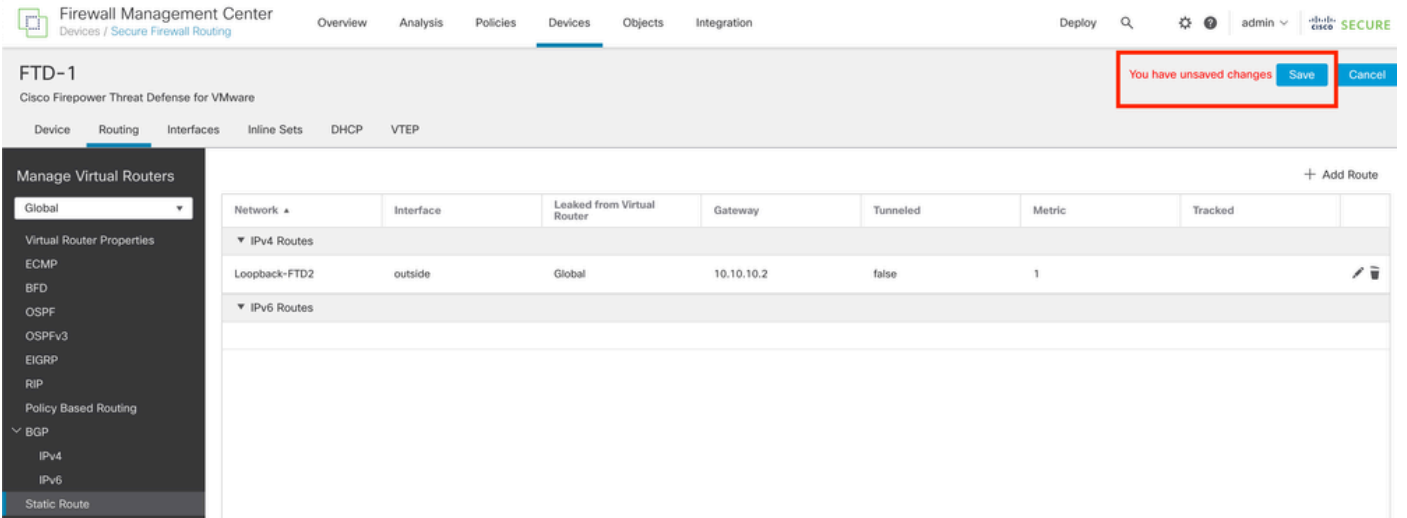 Firewall Management Center
Devices / Secure Firewall Routing
Overview Analysis Policies Devices Objects Integration Deploy admin cisco SECURE
FTD-1
You have unsaved changes Save Cancel
Cisco Firepower Threat Defense for VMware
Device Routing Interfaces Inline Sets DHCP VTEP
Manage Virtual Routers
+ Add Route
Global
Network Interface Leaked from Virtual Router Gateway Tunneled Metric Tracked
Virtual Router Properties
IPv4 Routes
ECMP
Loopback-FTD2 outside Global 10.10.10.2 false 1
BFD
IPv6 Routes
OSPF
OSPFv3
EIGRP
RIP
Policy Based Routing
BGP
IPv4
IPv6
Static Route